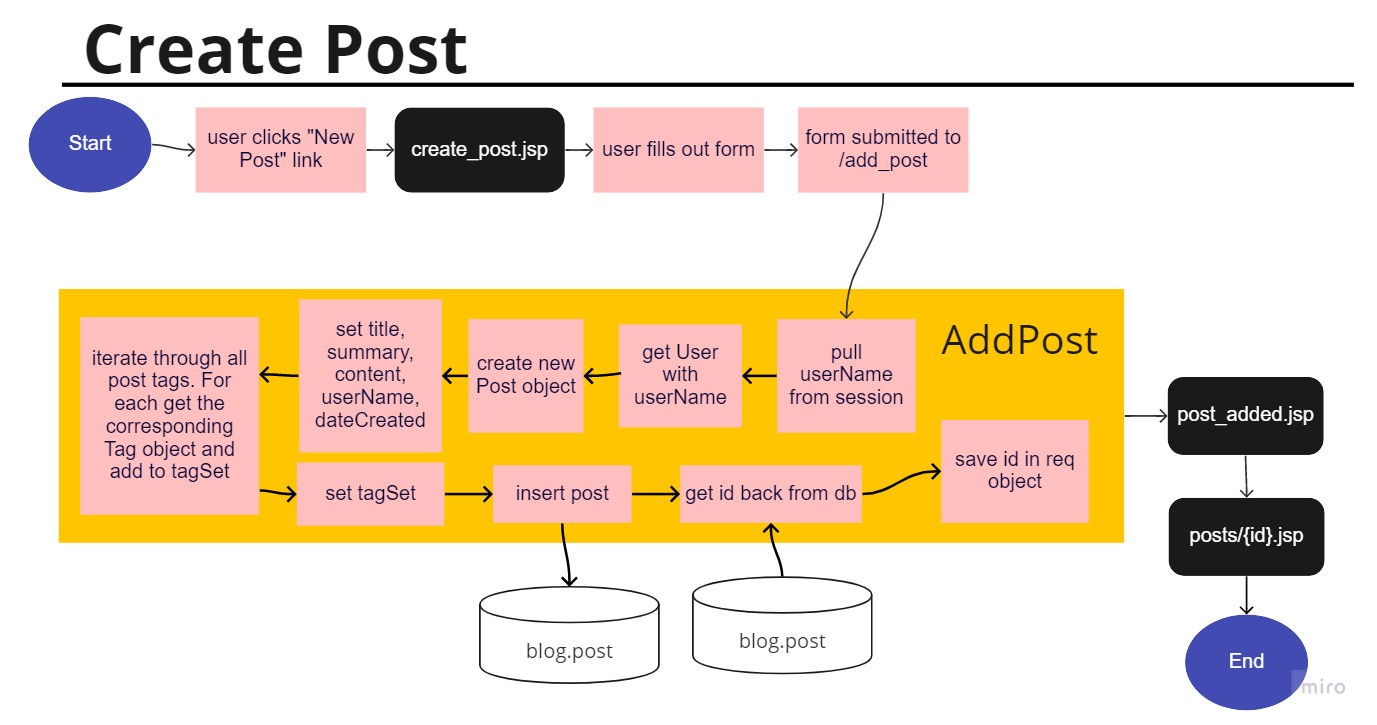 Create Post
Start
user clicks "New
Post" link
create_post.jsp
user fills out form
form submitted to
/add_post
AddPost
pull
userName
from session
get User
with
userName
create new
Post object
set title,
summary,
content,
userName,
dateCreated
iterate through all
post tags. For
each get the
corresponding
Tag object and
add to tagSet
set tagSet
insert post
get id back from db
save id in req
object
blog.post
blog.post
post_added.jsp
posts/{id}.jsp
End
miro